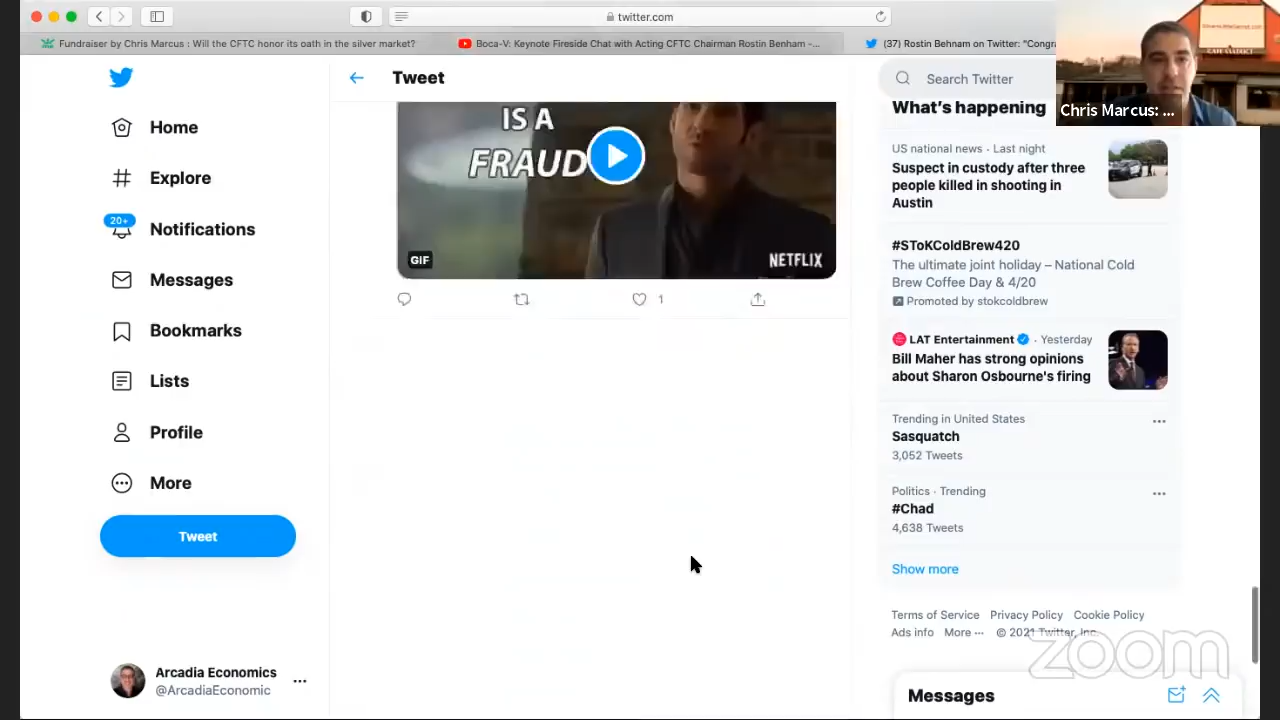 twitter.com
Fundraiser by Chris Marcus : Will the CFTC honor its oath in the silver market?
Boca-V: Keynote Fireside Chat with Acting CFTC Chairman Rostin Benham -...
(37) Rostin Behnam on Twitter: "Congra
Chris Marcus: ...
Home
Explore
20+
Notifications
Messages
Bookmarks
Lists
Profile
More
Tweet
Arcadia Economics
@ArcadiaEconomic
Tweet
IS A
FRAUD
GIF
NETFLIX
1
Search Twitter
What's happening
US national news · Last night
Suspect in custody after three
people killed in shooting in
Austin
#SToKColdBrew420
The ultimate joint holiday – National Cold
Brew Coffee Day & 4/20
Promoted by stokcoldbrew
LAT Entertainment · Yesterday
Bill Maher has strong opinions
about Sharon Osbourne's firing
Trending in United States
Sasquatch
3,052 Tweets
Politics · Trending
#Chad
4,638 Tweets
Show more
Terms of Service Privacy Policy Cookie Policy
Ads info More ··· © 2021 Twitter, Inc.
zoom
Messages